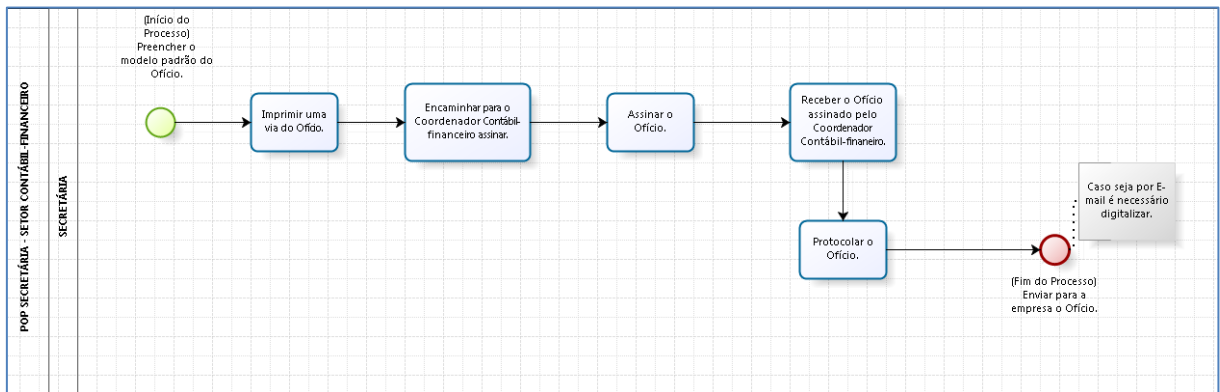 POP SECRETÁRIA - SETOR CONTÁBIL-FINANCEIRO
SECRETÁRIA
(Início do
Processo)
Preencher o
modelo padrão do
Ofício.
Imprimir uma
via do Ofício.
Encaminhar para o
Coordenador Contábil-
financeiro assinar.
Assinar o
Ofício.
Receber o Ofício
assinado pelo
Coordenador
Contábil-finaneiro.
Protocolar o
Ofício.
Caso seja por E-
mail é necessário
digitalizar.
(Fim do Processo)
Enviar para a
empresa o Ofício.